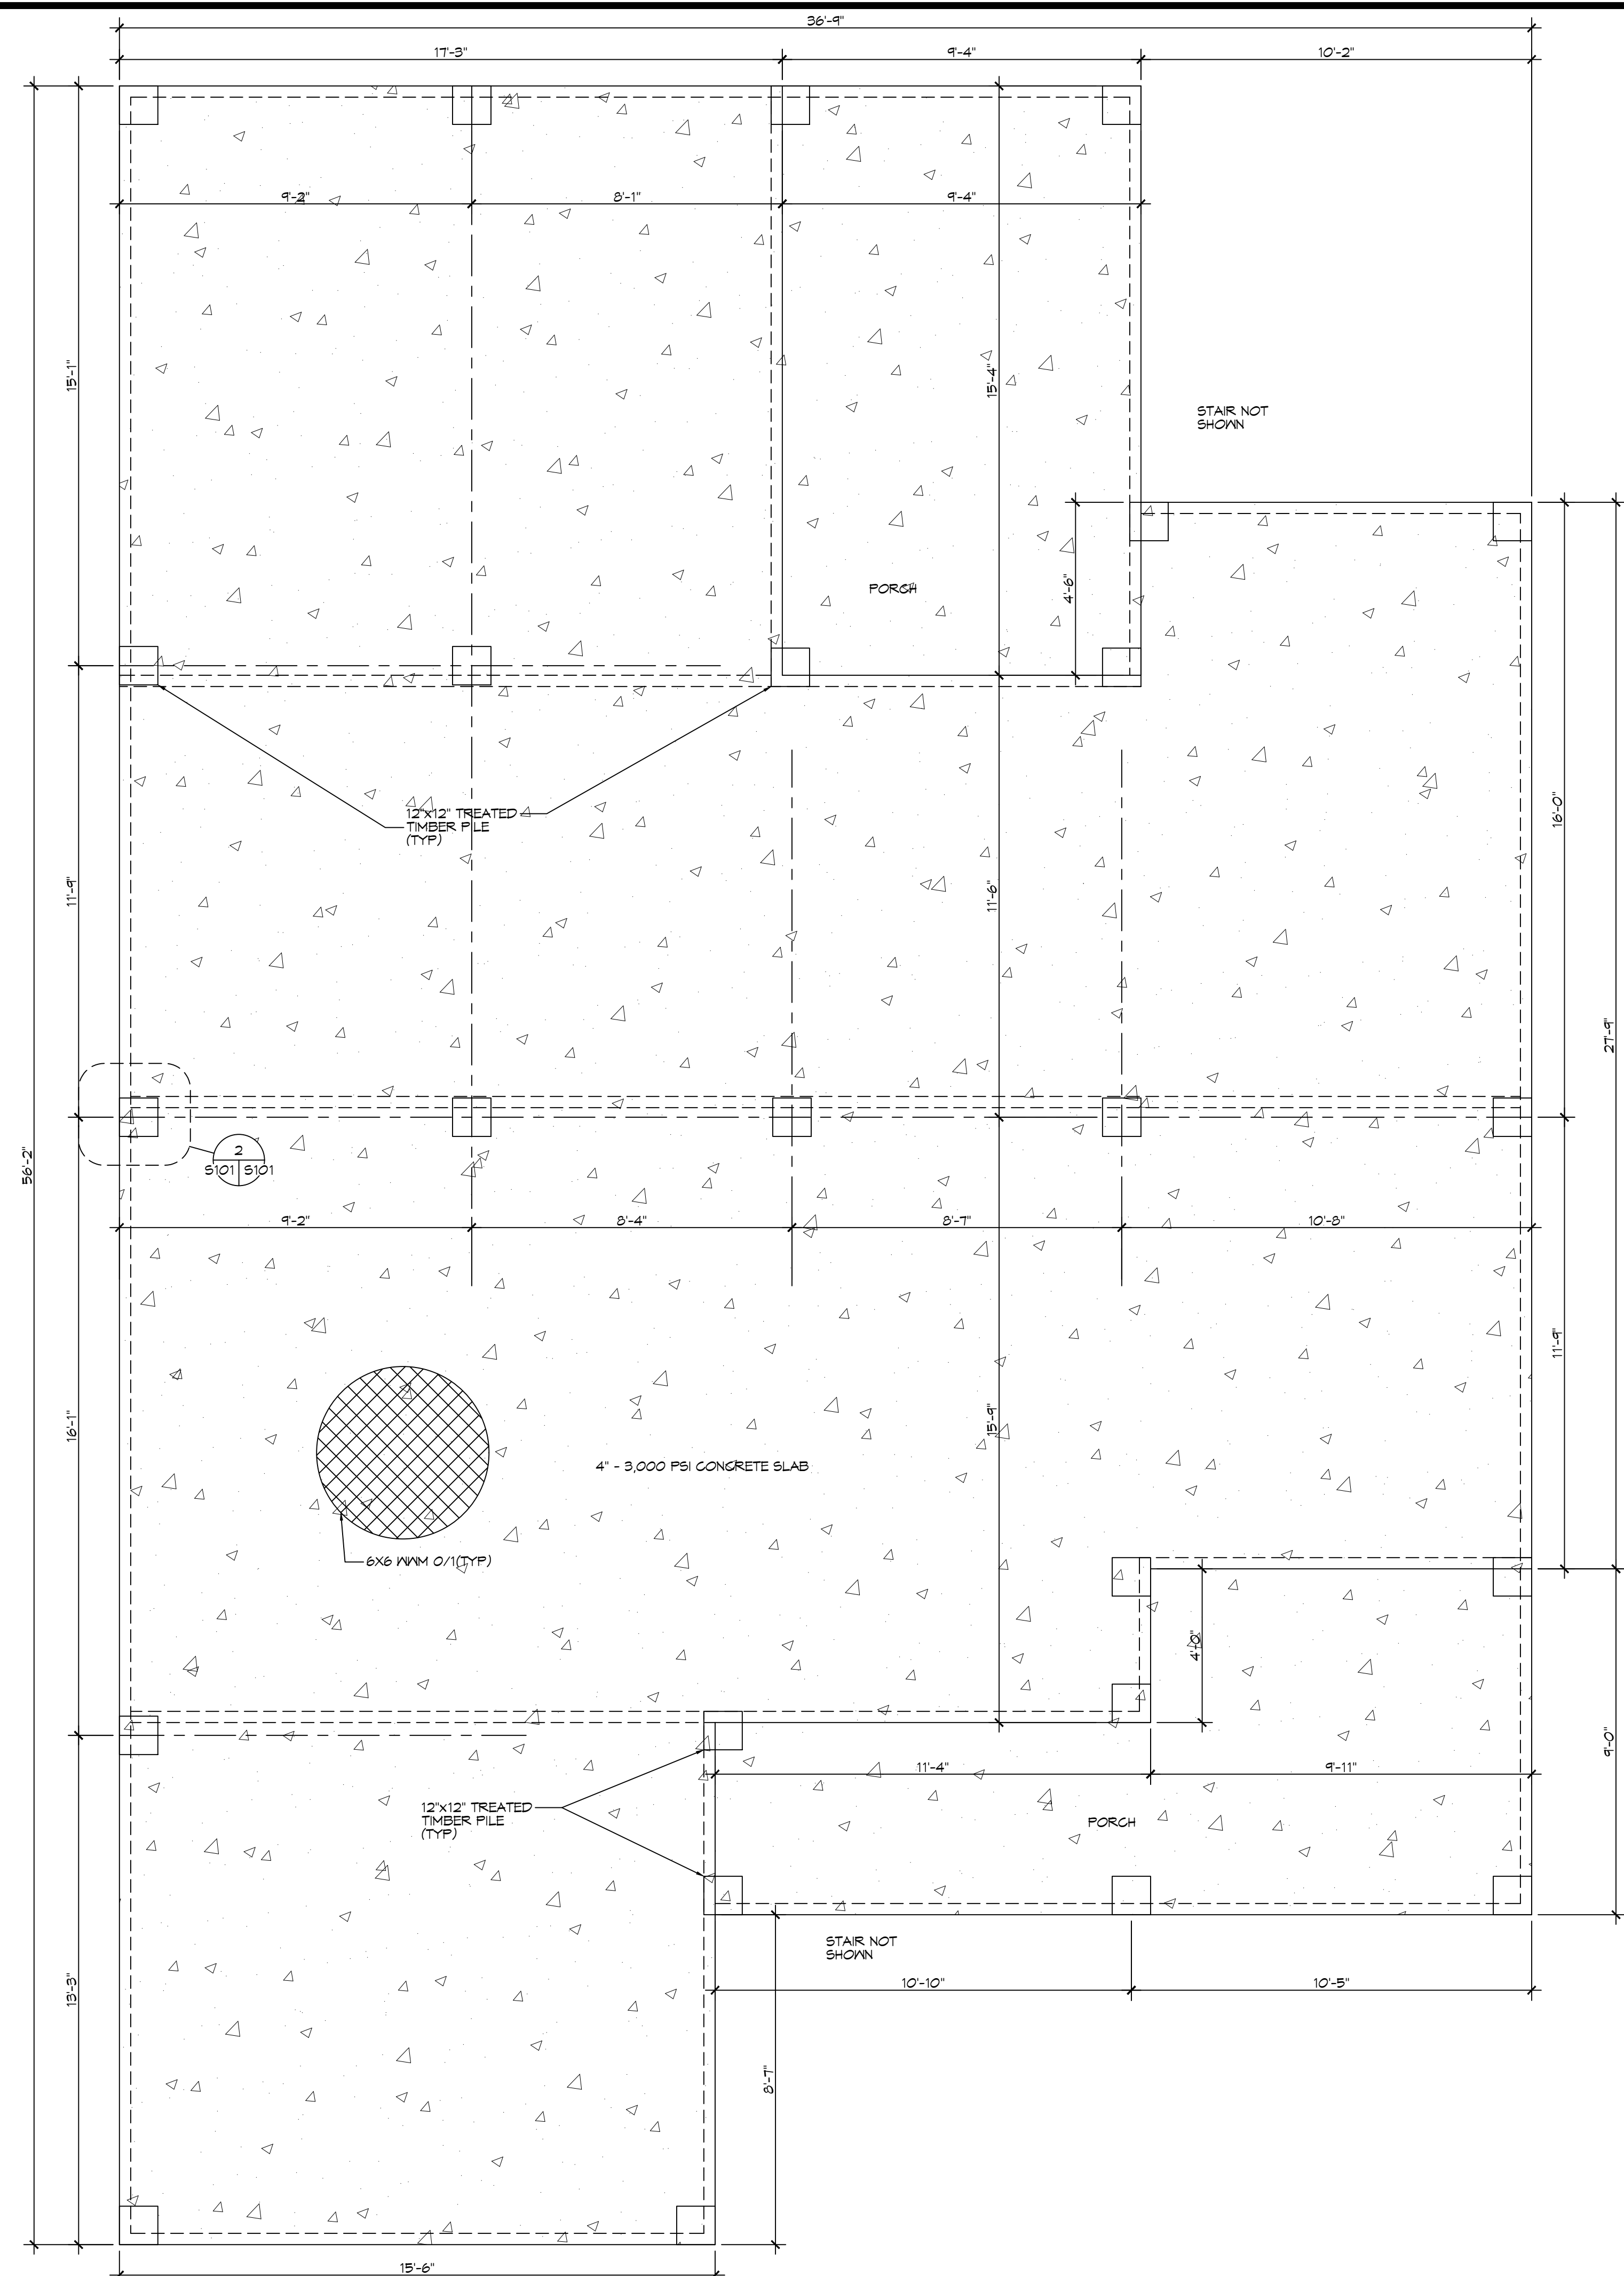 36'-9"
17'-3"
9'-4"
10'-2"
9'-2"
8'-1"
9'-4"
15'-1"
15'-4"
STAIR NOT
SHOWN
4'-6"
PORCH
12"x12" TREATED
TIMBER PILE
(TYP)
16'-0"
11'-9"
11'-6"
27'-9"
56'-2"
2
S101
S101
9'-2"
8'-4"
8'-7"
10'-8"
11'-9"
16'-1"
15'-9"
4" - 3,000 PSI CONCRETE SLAB
6X6 WWM 0/1(TYP)
4'-0"
9'-0"
11'-4"
9'-11"
12"x12" TREATED
TIMBER PILE
(TYP)
PORCH
STAIR NOT
SHOWN
13'-3"
10'-10"
10'-5"
8'-7"
15'-6"